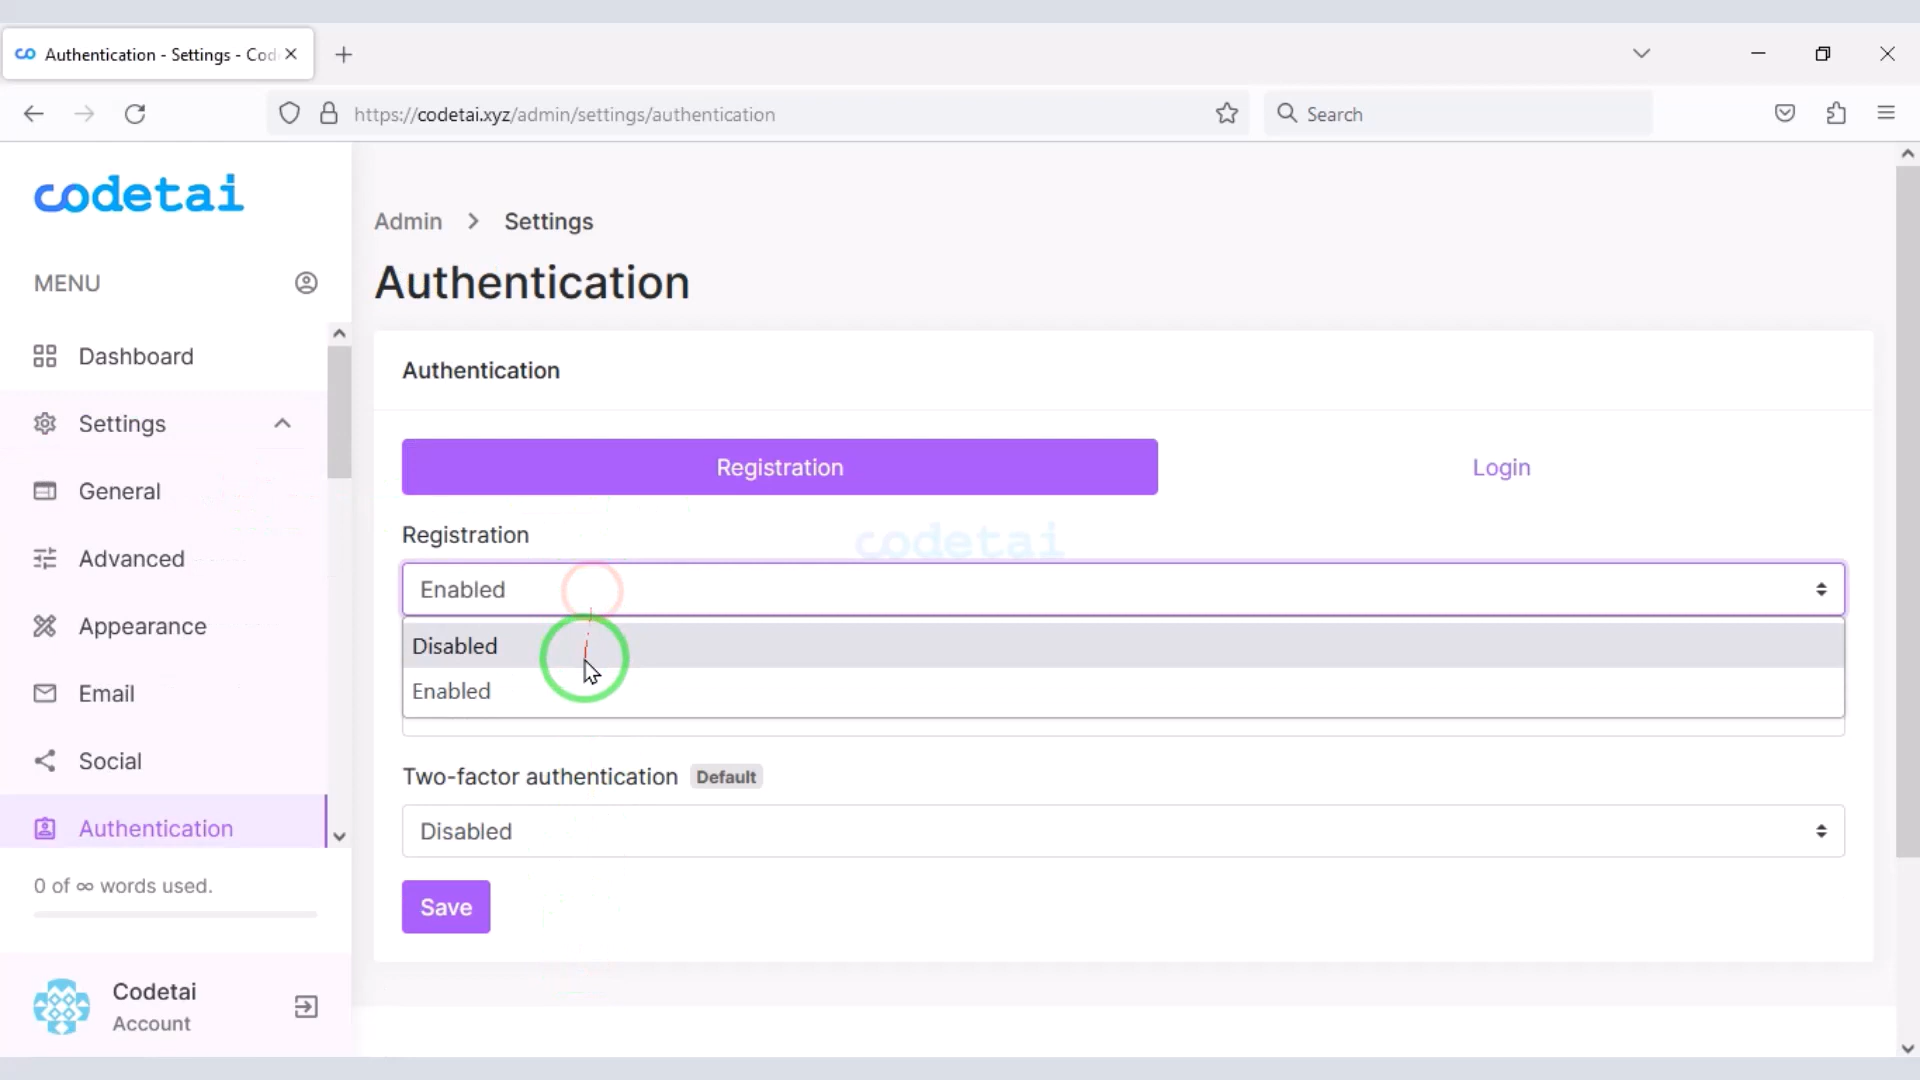 Authentication - Settings - Cod
https://codetai.xyz/admin/settings/authentication
Search
codetai
MENU
Dashboard
Settings
General
Advanced
Appearance
Email
Social
Authentication
0 of ∞ words used.
Codetai
Account
Admin
Settings
Authentication
Authentication
Registration
Login
Registration
codetai
Enabled
Disabled
Enabled
Two-factor authentication Default
Disabled
Save